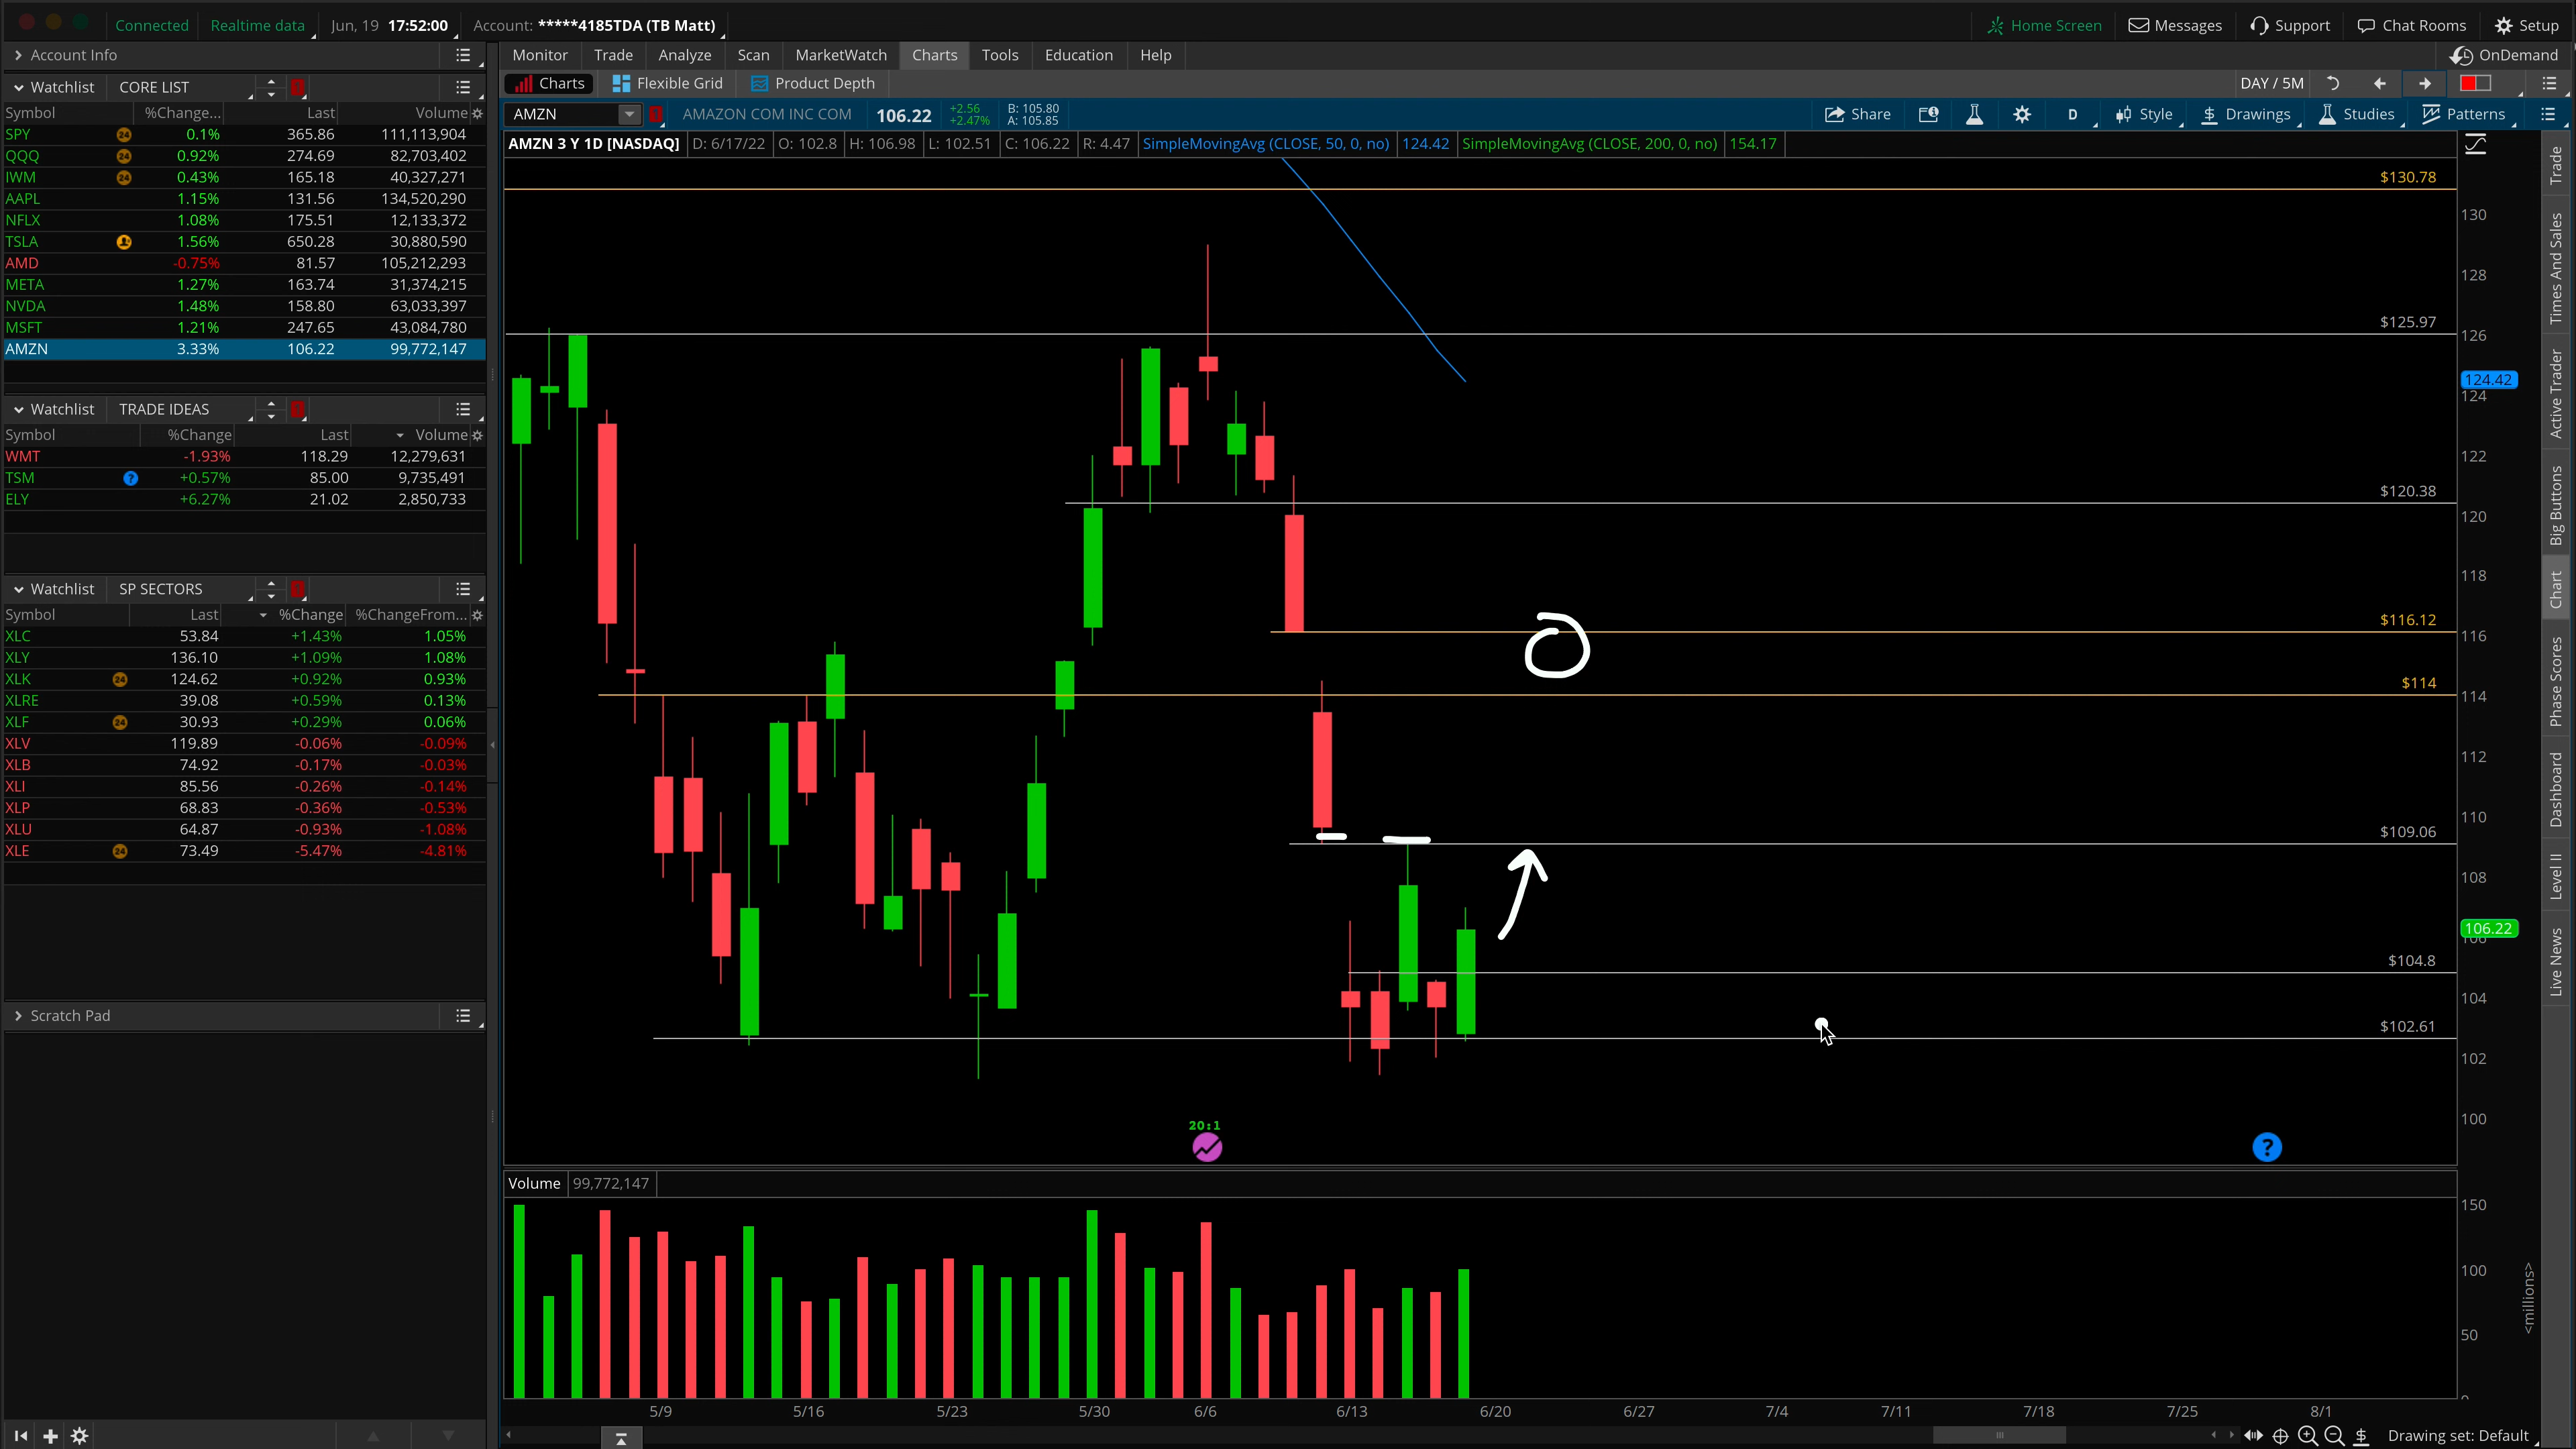 Connected Realtime data Jun, 19 17:52:00 Account: *****4185TDA (TB Matt) Home Screen Messages Support Chat Rooms Setup
Account Info
Monitor Trade Analyze Scan MarketWatch Charts Tools Education Help OnDemand
Watchlist CORE LIST
Charts Flexible Grid Product Depth DAY / 5M
Symbol %Change... Last Volume
AMZN AMAZON COM INC COM 106.22 +2.56 +2.47% B: 105.80 A: 105.85 Share D Style Drawings Studies Patterns
AMZN 3 Y 1D [NASDAQ] D: 6/17/22 O: 102.8 H: 106.98 L: 102.51 C: 106.22 R: 4.47 SimpleMovingAvg (CLOSE, 50, 0, no) 124.42 SimpleMovingAvg (CLOSE, 200, 0, no) 154.17
SPY 24 0.1% 365.86 111,113,904
QQQ 24 0.92% 274.69 82,703,402
IWM 24 0.43% 165.18 40,327,271
AAPL 1.15% 131.56 134,520,290
NFLX 1.08% 175.51 12,133,372
TSLA 1.56% 650.28 30,880,590
AMD -0.75% 81.57 105,212,293
META 1.27% 163.74 31,374,215
NVDA 1.48% 158.80 63,033,397
MSFT 1.21% 247.65 43,084,780
AMZN 3.33% 106.22 99,772,147
Watchlist TRADE IDEAS
Symbol %Change Last Volume
WMT -1.93% 118.29 12,279,631
TSM ? +0.57% 85.00 9,735,491
ELY +6.27% 21.02 2,850,733
Watchlist SP SECTORS
Symbol Last %Change %ChangeFrom...
XLC 53.84 +1.43% 1.05%
XLY 136.10 +1.09% 1.08%
XLK 24 124.62 +0.92% 0.93%
XLRE 39.08 +0.59% 0.13%
XLF 24 30.93 +0.29% 0.06%
XLV 119.89 -0.06% -0.09%
XLB 74.92 -0.17% -0.03%
XLI 85.56 -0.26% -0.14%
XLP 68.83 -0.36% -0.53%
XLU 64.87 -0.93% -1.08%
XLE 24 73.49 -5.47% -4.81%
Scratch Pad
$130.78
$125.97
$120.38
$116.12
$114
$109.06
$104.8
$102.61
130
128
126
124.42
124
122
120
118
116
114
112
110
108
106.22
104
102
100
20:1
?
Volume 99,772,147
150
100
50
<millions>
5/9 5/16 5/23 5/30 6/6 6/13 6/20 6/27 7/4 7/11 7/18 7/25 8/1
Drawing set: Default
Trade
Times And Sales
Active Trader
Big Buttons
Chart
Phase Scores
Dashboard
Level II
Live News